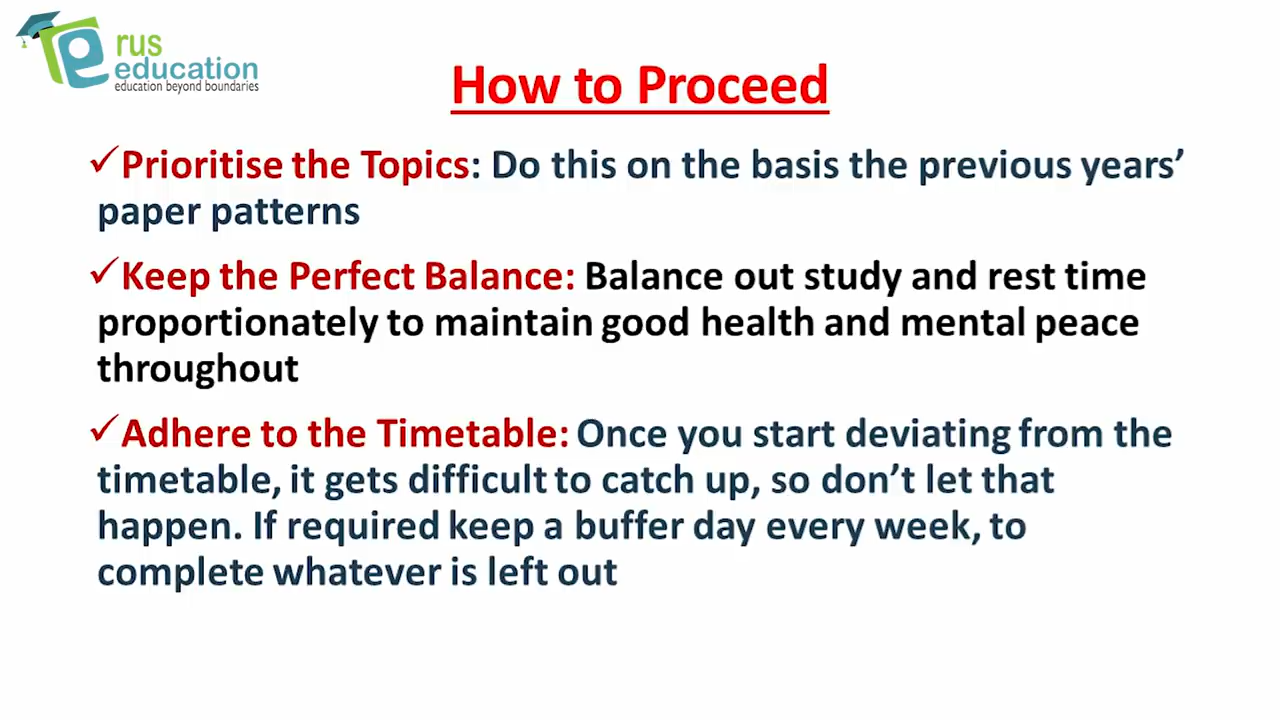 rus
education
education beyond boundaries
How to Proceed
✓Prioritise the Topics: Do this on the basis the previous years’
paper patterns
✓Keep the Perfect Balance: Balance out study and rest time
proportionately to maintain good health and mental peace
throughout
✓Adhere to the Timetable: Once you start deviating from the
timetable, it gets difficult to catch up, so don’t let that
happen. If required keep a buffer day every week, to
complete whatever is left out